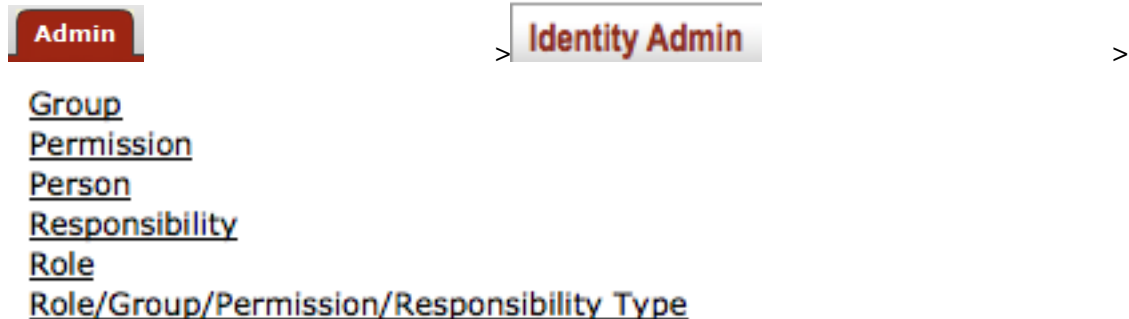 Admin > Identity Admin >
Group
Permission
Person
Responsibility
Role
Role/Group/Permission/Responsibility Type